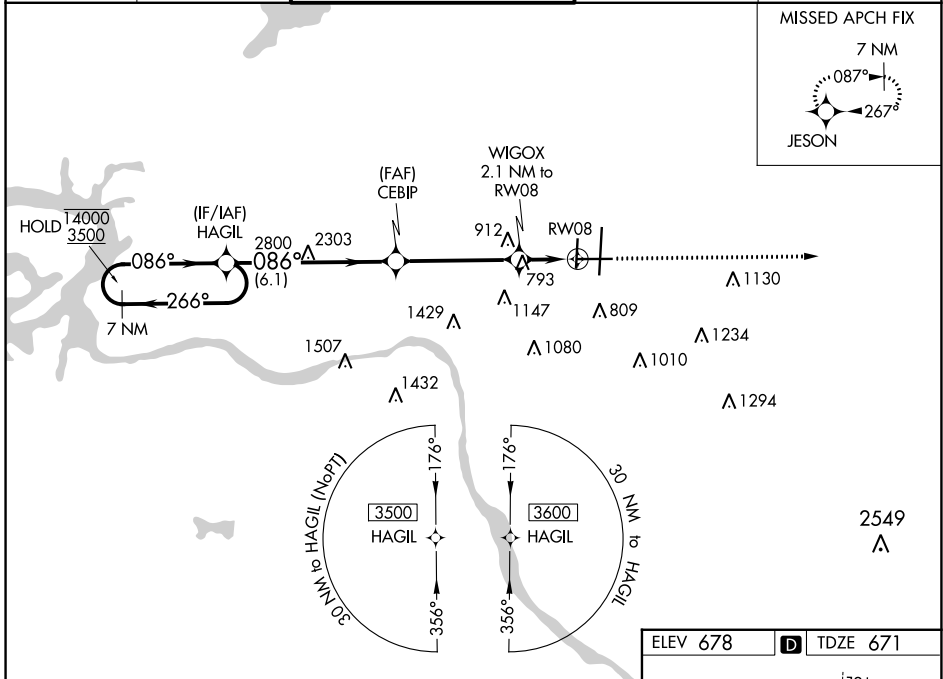 MISSED APCH FIX
7 NM
087°
267°
JESON
WIGOX
2.1 NM to
RW08
(FAF)
CEBIP
(IF/IAF)
HAGIL
HOLD 14000
3500
912
RW08
2800
2303
086°
086°
(6.1)
793
1130
266°
7 NM
1147
809
1429
1234
1507
1080
1010
1432
1294
30 NM to HAGIL (NoPT)
176°
3500
HAGIL
356°
176°
3600
HAGIL
356°
30 NM to HAGIL
2549
ELEV 678 D TDZE 671